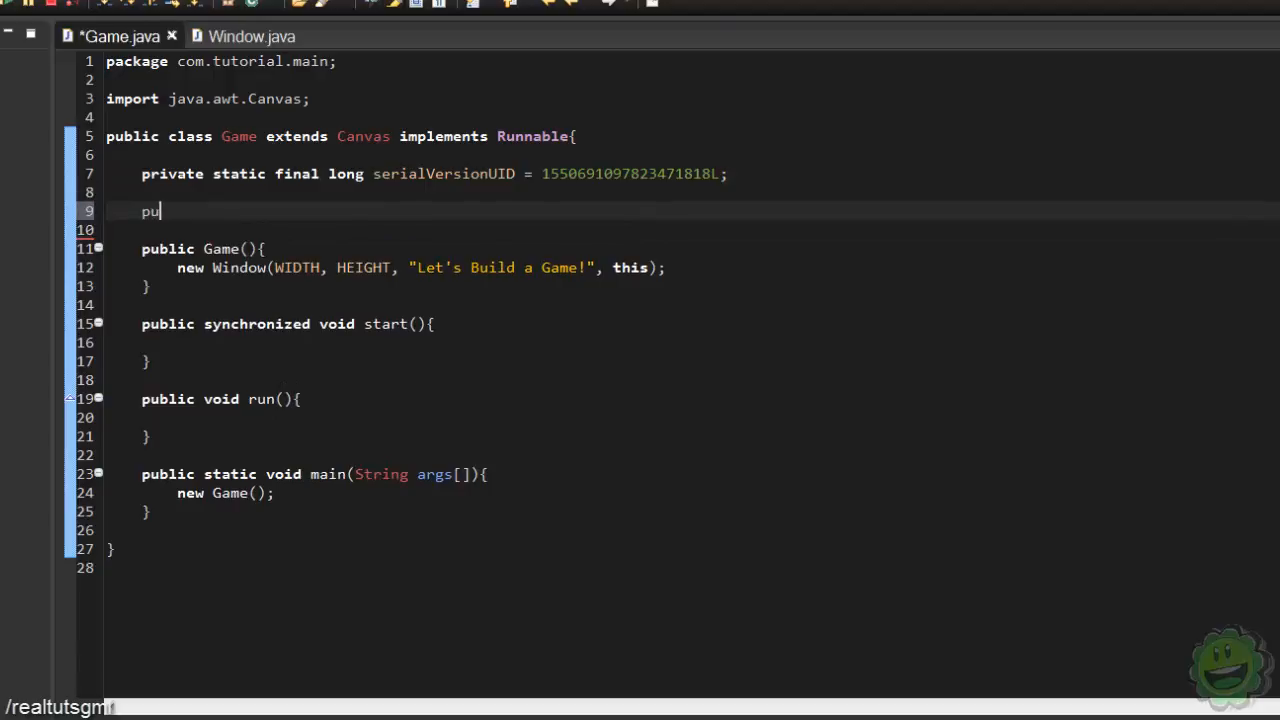 *Game.java Window.java
1 package com.tutorial.main;
2
3 import java.awt.Canvas;
4
5 public class Game extends Canvas implements Runnable{
6
7 private static final long serialVersionUID = 1550691097823471818L;
8
9 pu
10
11 public Game(){
12 new Window(WIDTH, HEIGHT, "Let's Build a Game!", this);
13 }
14
15 public synchronized void start(){
16
17 }
18
19 public void run(){
20
21 }
22
23 public static void main(String args[]){
24 new Game();
25 }
26
27 }
28
/realtutsgm